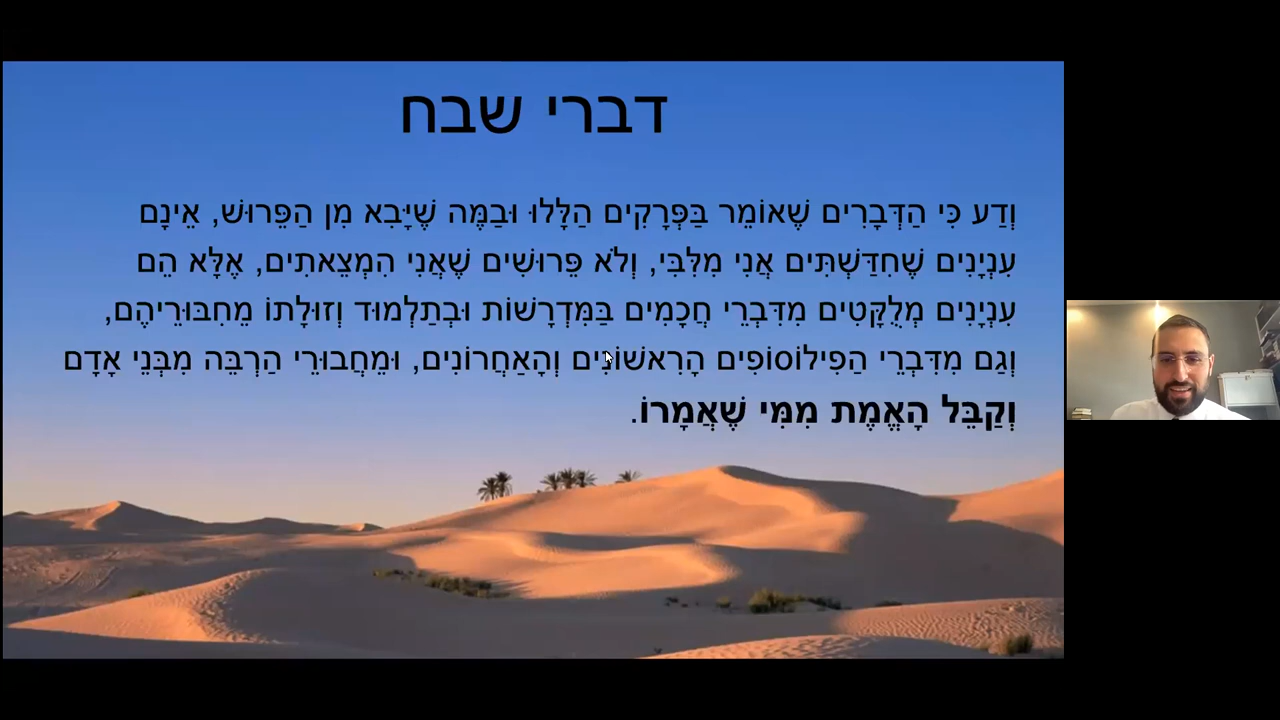 דברי שבח
וְדַע כִּי הַדְּבָרִים שֶׁאוֹמֵר בַּפְּרָקִים הַלָּלוּ וּבַמֶּה שֶׁיָּבִא מִן הַפֵּרוּשׁ, אֵינָם
עִנְיָנִים שֶׁחִדַּשְׁתִּים אֲנִי מִלִּבִּי, וְלֹא פֵּרוּשִׁים שֶׁאֲנִי הִמְצֵאתִים, אֶלָּא הֵם
עִנְיָנִים מְלֻקָּטִים מִדִּבְרֵי חֲכָמִים בַּמִּדְרָשׁוֹת וּבְתַלְמוּד וְזוּלָתוֹ מֵחִבּוּרֵיהֶם,
וְגַם מִדִּבְרֵי הַפִילוֹסוֹפִים הָרִאשׁוֹנִים וְהָאַחֲרוֹנִים, וּמֵחֲבוּרֵי הַרְבֵּה מִבְּנֵי אָדָם
וְקַבֵּל הָאֱמֶת מִמִּי שֶׁאֲמָרוֹ.